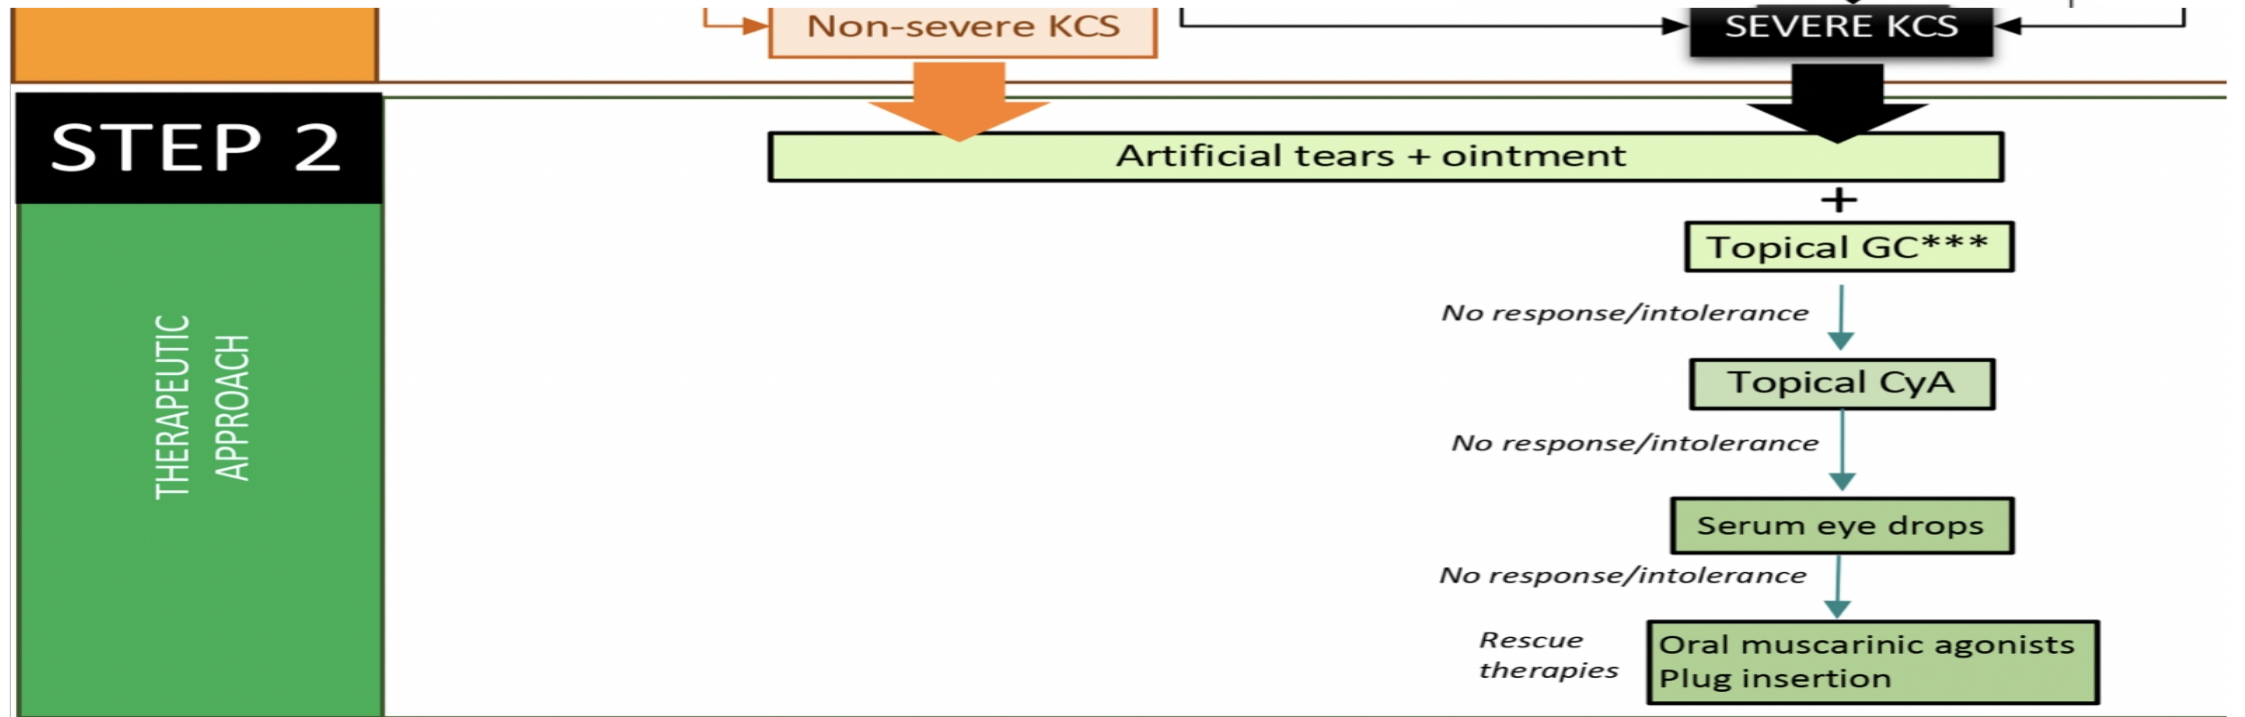 Non-severe KCS
SEVERE KCS
STEP 2
THERAPEUTIC
APPROACH
Artificial tears + ointment
+
Topical GC***
No response/intolerance
Topical CyA
No response/intolerance
Serum eye drops
No response/intolerance
Rescue
therapies
Oral muscarinic agonists
Plug insertion